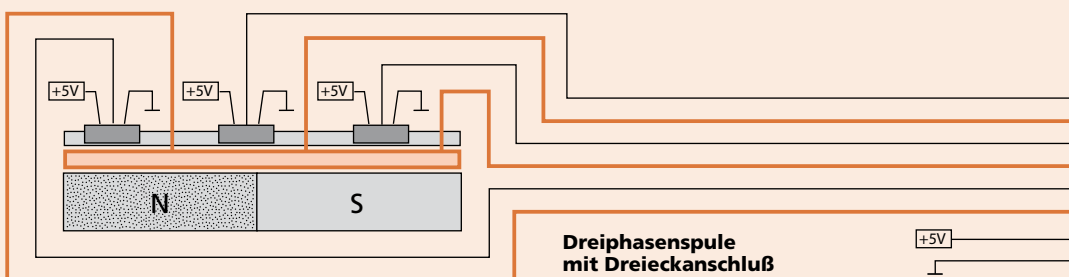 +5V +5V +5V
N S
Dreiphasenspule +5V
mit Dreieckanschluß